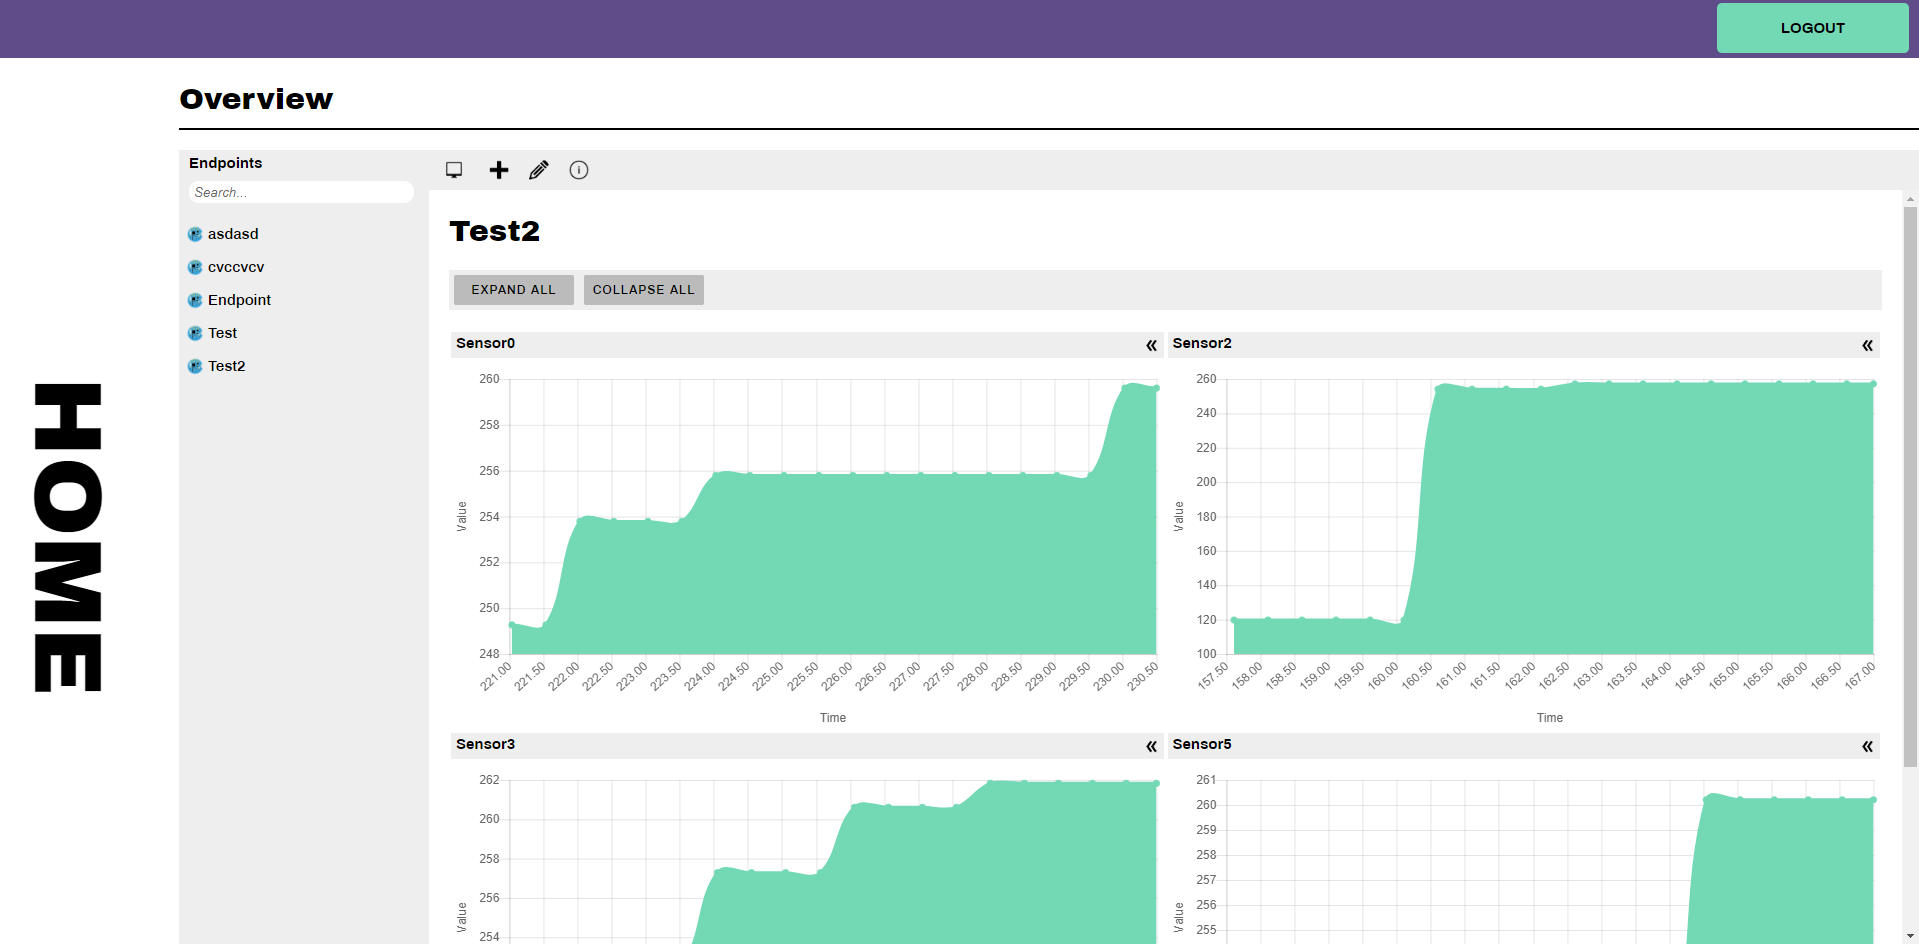 LOGOUT
Overview
Endpoints
Search...
asdasd
cvccvcv
Endpoint
Test
Test2
HOME
Test2
EXPAND ALL COLLAPSE ALL
Sensor0
260
258
256
254
252
250
248
Value
221.00 221.50 222.00 222.50 223.00 223.50 224.00 224.50 225.00 225.50 226.00 226.50 227.00 227.50 228.00 228.50 229.00 229.50 230.00 230.50
Time
Sensor2
260
240
220
200
180
160
140
120
100
Value
157.50 158.00 158.50 159.00 159.50 160.00 160.50 161.00 161.50 162.00 162.50 163.00 163.50 164.00 164.50 165.00 165.50 166.00 166.50 167.00
Time
Sensor3
262
260
258
256
254
Value
Sensor5
261
260
259
258
257
256
255
Value